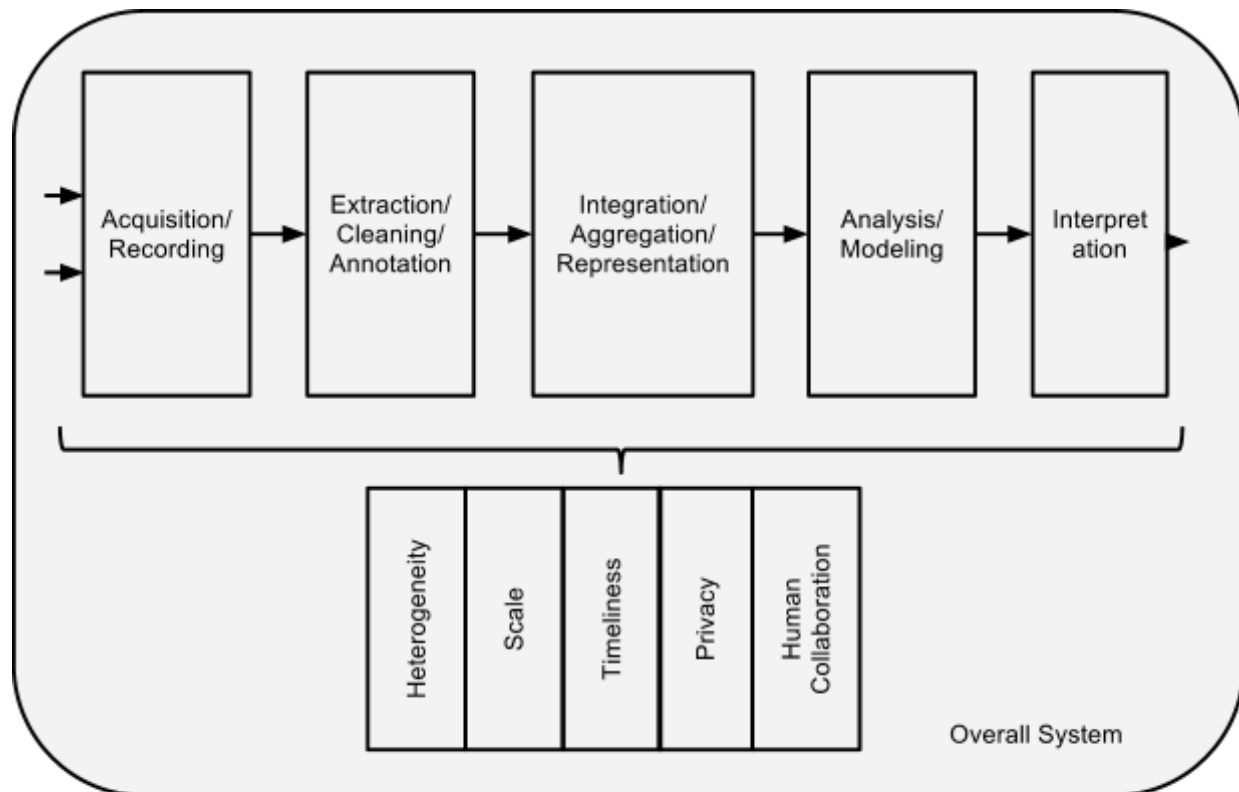 Acquisition/
Recording
Extraction/
Cleaning/
Annotation
Integration/
Aggregation/
Representation
Analysis/
Modeling
Interpret
ation
Heterogeneity
Scale
Timeliness
Privacy
Human
Collaboration
Overall System